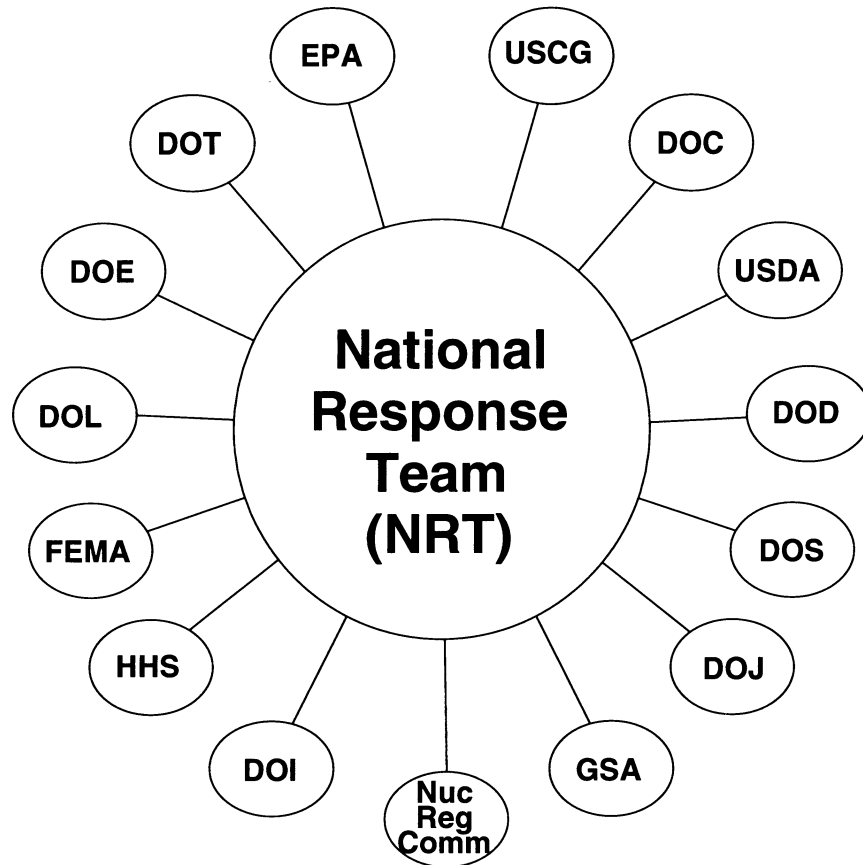 EPA
USCG
DOT
DOC
DOE
USDA
National
Response
Team
(NRT)
DOL
DOD
FEMA
DOS
HHS
DOJ
DOI
GSA
Nuc
Reg
Comm